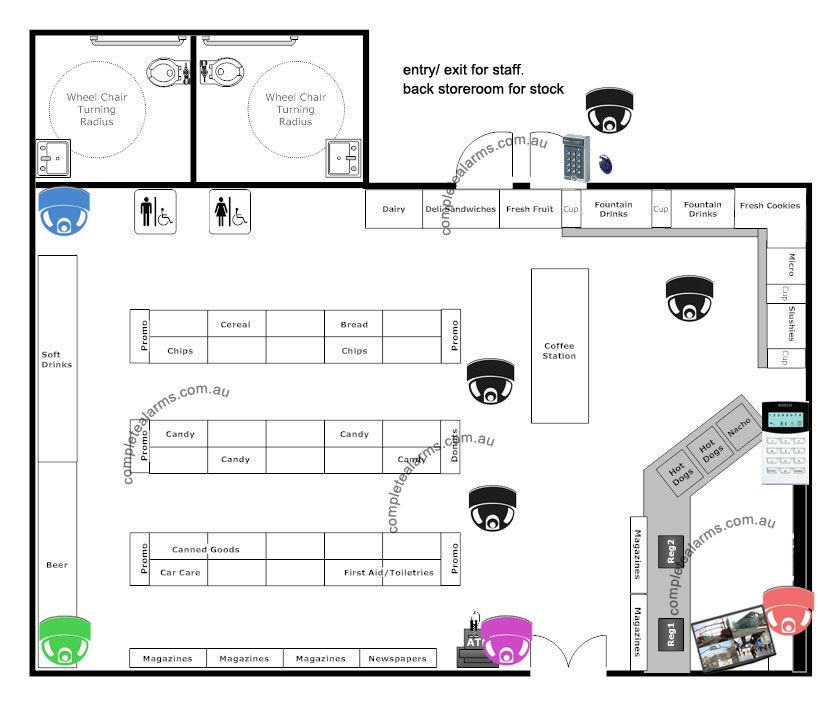 entry/ exit for staff.
back storeroom for stock
Wheel Chair
Turning
Radius
Wheel Chair
Turning
Radius
completealarms.com.au
Dairy
Deli Sandwiches
Fresh Fruit
Cup
Fountain
Drinks
Cup
Fountain
Drinks
Fresh Cookies
Micro
Cup
Slushies
Cup
Soft
Drinks
Beer
Promo
Cereal
Bread
Chips
Chips
Promo
Coffee
Station
completealarms.com.au
Promo
Candy
Candy
Candy
Candy
Donuts
completealarms.com.au
Nacho
Hot
Dogs
Hot
Dogs
BOSCH
Promo
Canned Goods
Car Care
First Aid/Toiletries
Promo
Magazines
Magazines
Reg2
Reg1
completealarms.com.au
Magazines
Magazines
Magazines
Newspapers